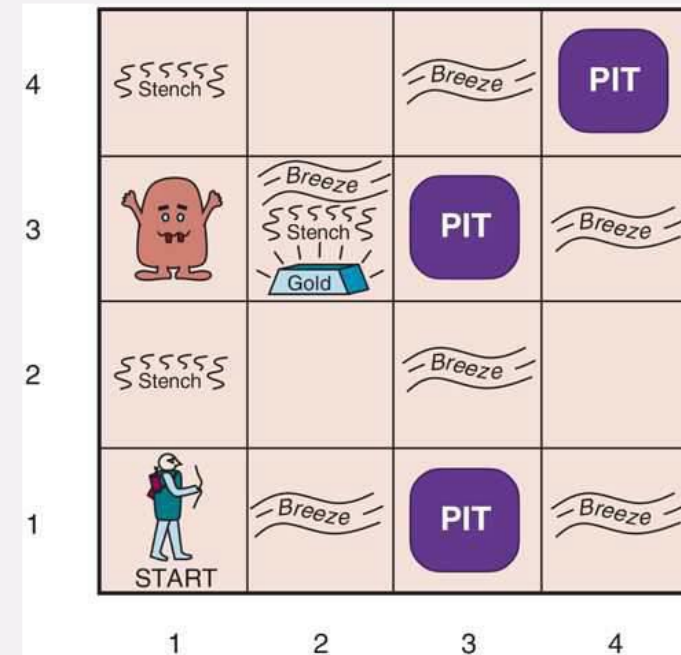 4
Stench
Breeze
PIT
3
Breeze
Stench
Gold
PIT
Breeze
2
Stench
Breeze
1
START
Breeze
PIT
Breeze
1 2 3 4